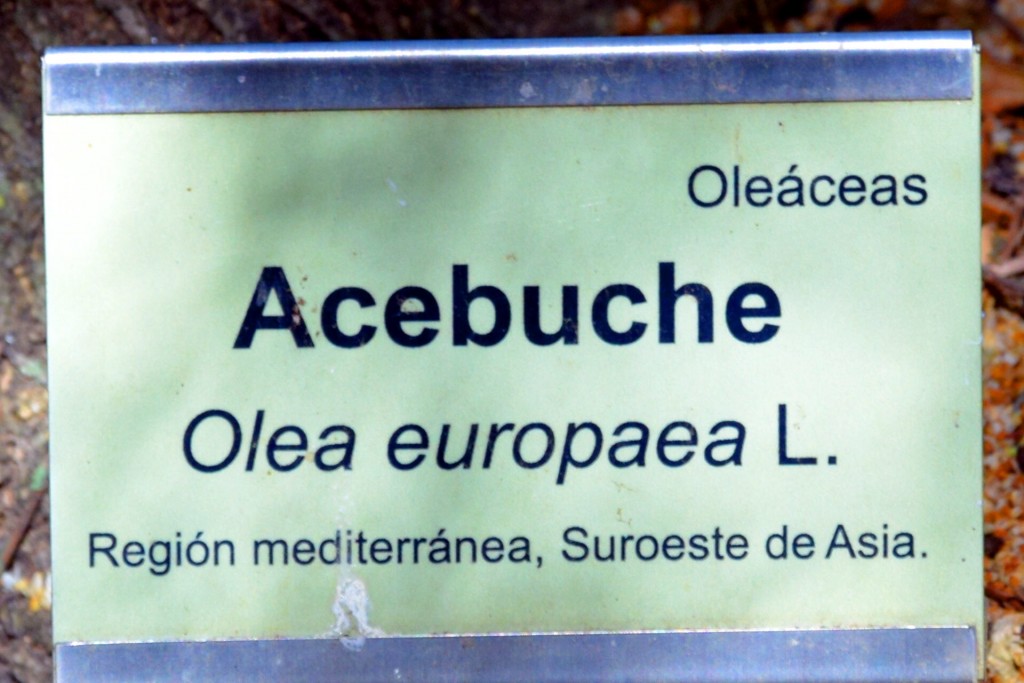 Oleáceas
Acebuche
Olea europaea L.
Región mediterránea, Suroeste de Asia.